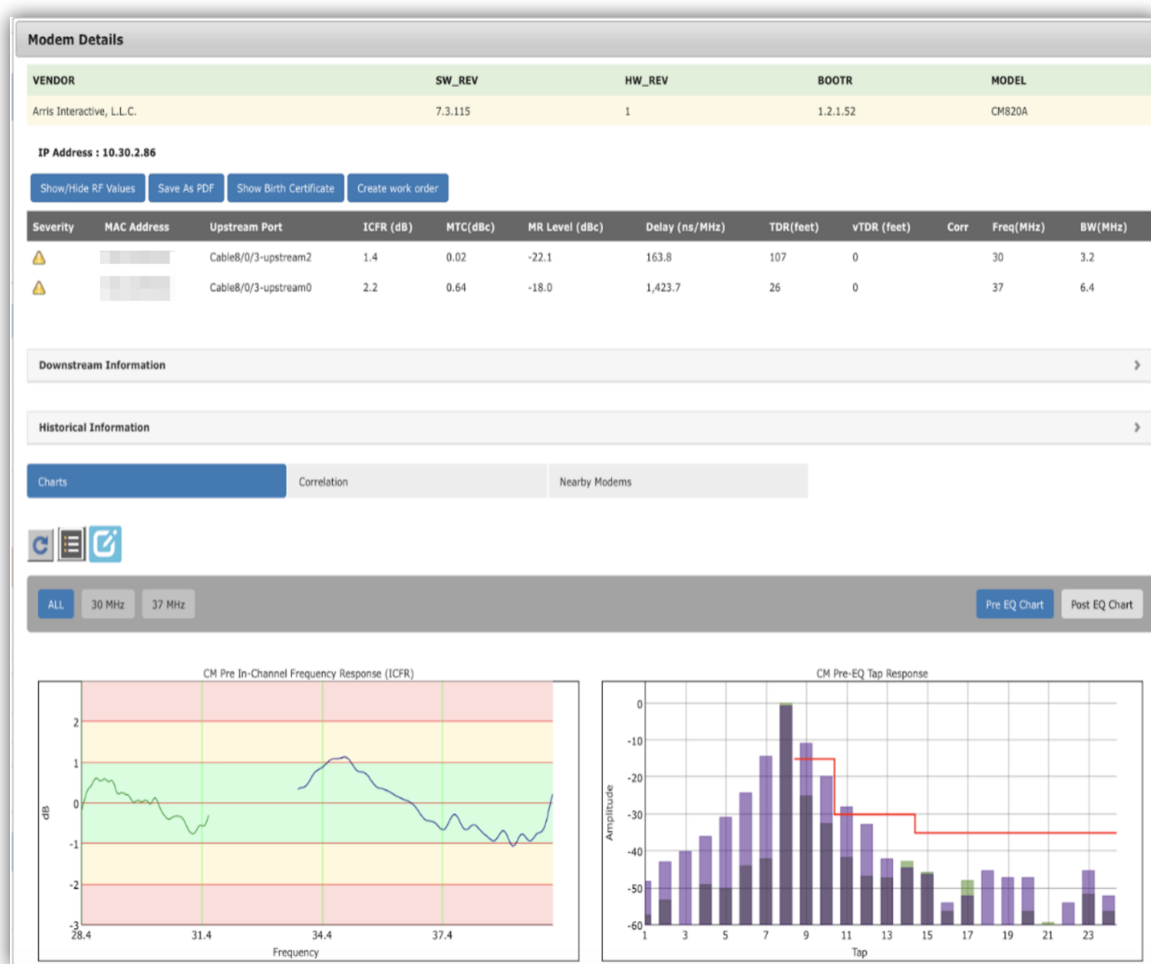 Modem Details
VENDOR SW_REV HW_REV BOOTR MODEL
Arris Interactive, L.L.C. 7.3.115 1 1.2.1.52 CM820A
IP Address : 10.30.2.86
Show/Hide RF Values Save As PDF Show Birth Certificate Create work order
Severity MAC Address Upstream Port ICFR (dB) MTC(dBc) MR Level (dBc) Delay (ns/MHz) TDR(feet) vTDR (feet) Corr Freq(MHz) BW(MHz)
Cable8/0/3-upstream2 1.4 0.02 -22.1 163.8 107 0 30 3.2
Cable8/0/3-upstream0 2.2 0.64 -18.0 1,423.7 26 0 37 6.4
Downstream Information
Historical Information
Charts Correlation Nearby Modems
ALL 30 MHz 37 MHz Pre EQ Chart Post EQ Chart
CM Pre In-Channel Frequency Response (ICFR)
2
1
0
-1
-2
-3
dB
28.4 31.4 34.4 37.4
Frequency
CM Pre-EQ Tap Response
0
-10
-20
-30
-40
-50
-60
Amplitude
1 3 5 7 9 11 13 15 17 19 21 23
Tap